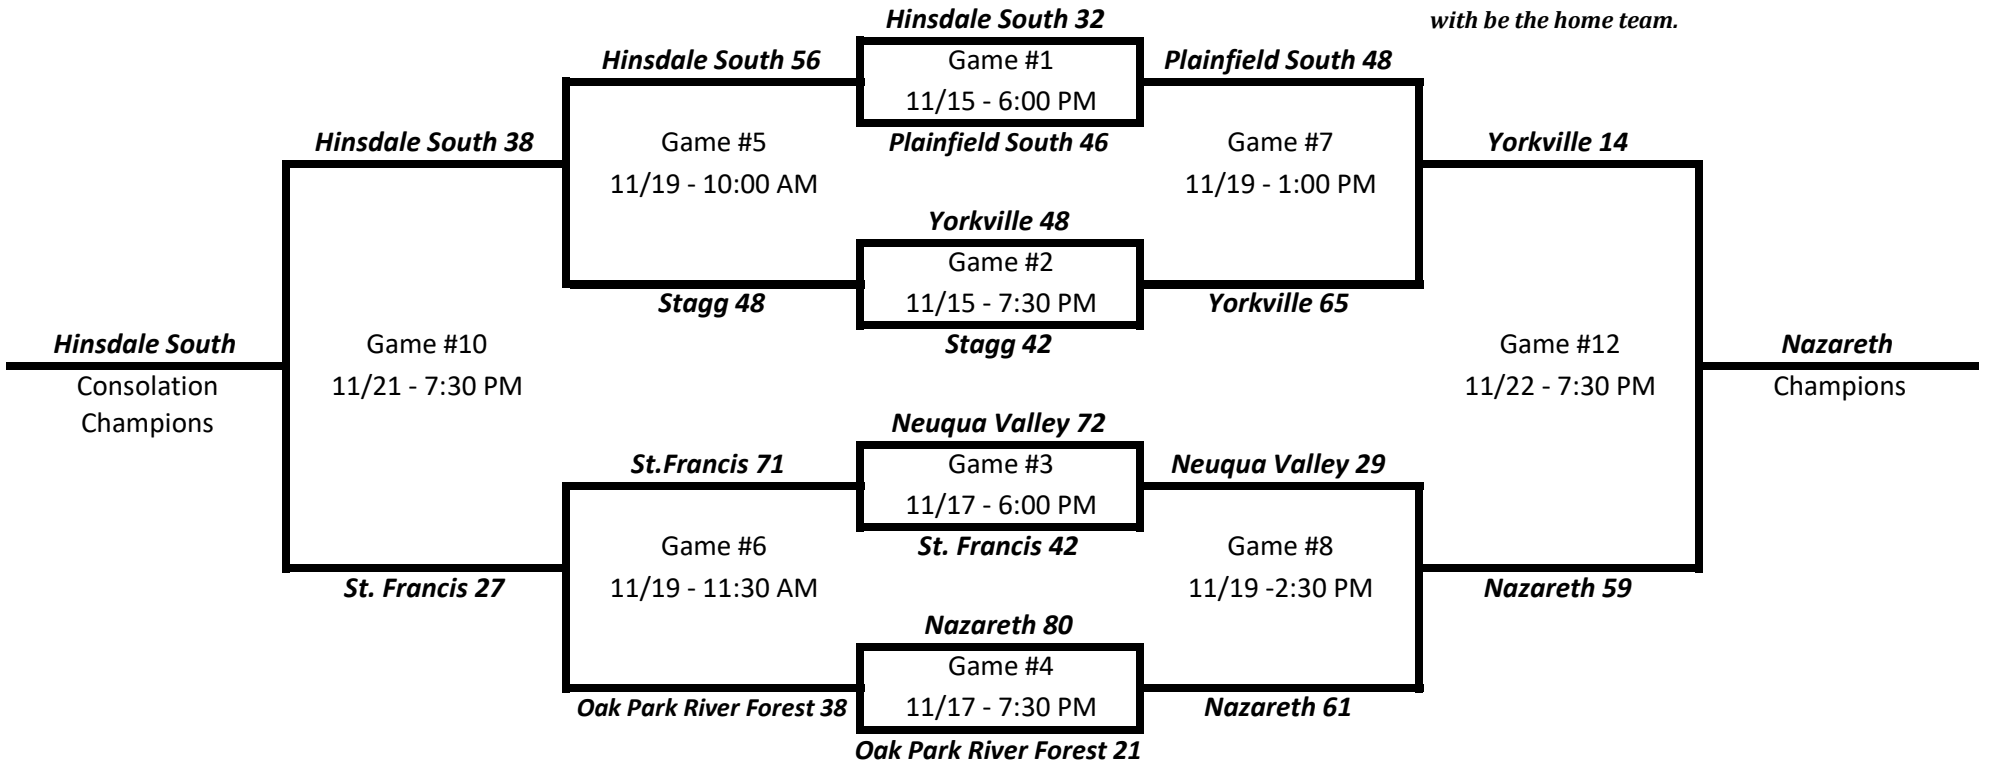 Hinsdale South 32
with be the home team.
Hinsdale South 56
Game #1
Plainfield South 48
11/15 - 6:00 PM
Hinsdale South 38
Game #5
Plainfield South 46
Game #7
Yorkville 14
11/19 - 10:00 AM
11/19 - 1:00 PM
Yorkville 48
Game #2
Stagg 48
11/15 - 7:30 PM
Yorkville 65
Hinsdale South
Game #10
Stagg 42
Game #12
Nazareth
Consolation
Champions
11/21 - 7:30 PM
11/22 - 7:30 PM
Champions
Neuqua Valley 72
St.Francis 71
Game #3
Neuqua Valley 29
11/17 - 6:00 PM
Game #6
St. Francis 42
Game #8
St. Francis 27
11/19 - 11:30 AM
11/19 -2:30 PM
Nazareth 59
Nazareth 80
Game #4
Oak Park River Forest 38
11/17 - 7:30 PM
Nazareth 61
Oak Park River Forest 21